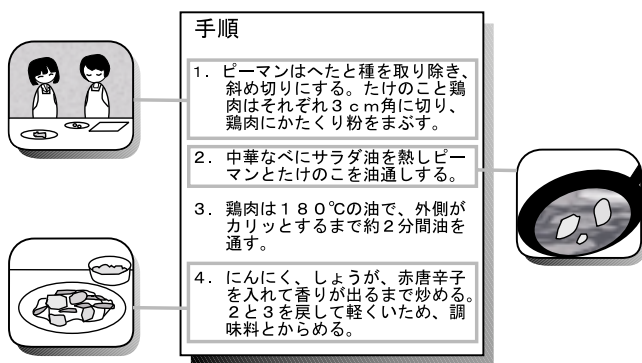 手順
１．ピーマンはへたと種を取り除き、
斜め切りにする。たけのこと鶏
肉はそれぞれ３ｃｍ角に切り、
鶏肉にかたくり粉をまぶす。
２．中華なべにサラダ油を熱しピー
マンとたけのこを油通しする。
３．鶏肉は１８０℃の油で、外側が
カリッとするまで約２分間油を
通す。
４．にんにく、しょうが、赤唐辛子
を入れて香りが出るまで炒める。
２と３を戻して軽くいため、調
味料とからめる。